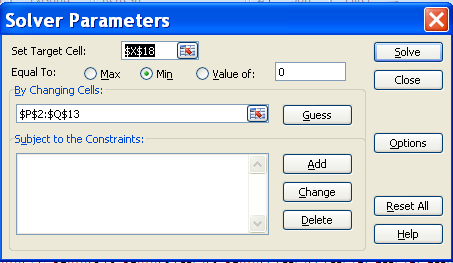 Solver Parameters
Set Target Cell: $X$18 Solve
Equal To: Max Min Value of: 0 Close
By Changing Cells:
$P$2:$Q$13 Guess
Subject to the Constraints: Options
Add
Change
Reset All
Delete
Help